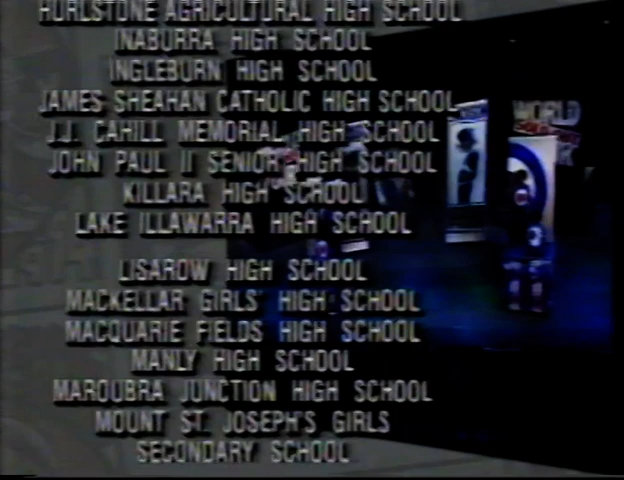 HURLSTONE AGRICULTURAL HIGH SCHOOL
INABURRA HIGH SCHOOL
INGLEBURN HIGH SCHOOL
JAMES SHEAHAN CATHOLIC HIGH SCHOOL
J.J. CAHILL MEMORIAL HIGH SCHOOL
JOHN PAUL II SENIOR HIGH SCHOOL
KILLARA HIGH SCHOOL
LAKE ILLAWARRA HIGH SCHOOL
LISAROW HIGH SCHOOL
MACKELLAR GIRLS' HIGH SCHOOL
MACQUARIE FIELDS HIGH SCHOOL
MANLY HIGH SCHOOL
MAROUBRA JUNCTION HIGH SCHOOL
MOUNT ST. JOSEPH'S GIRLS
SECONDARY SCHOOL
WORLD